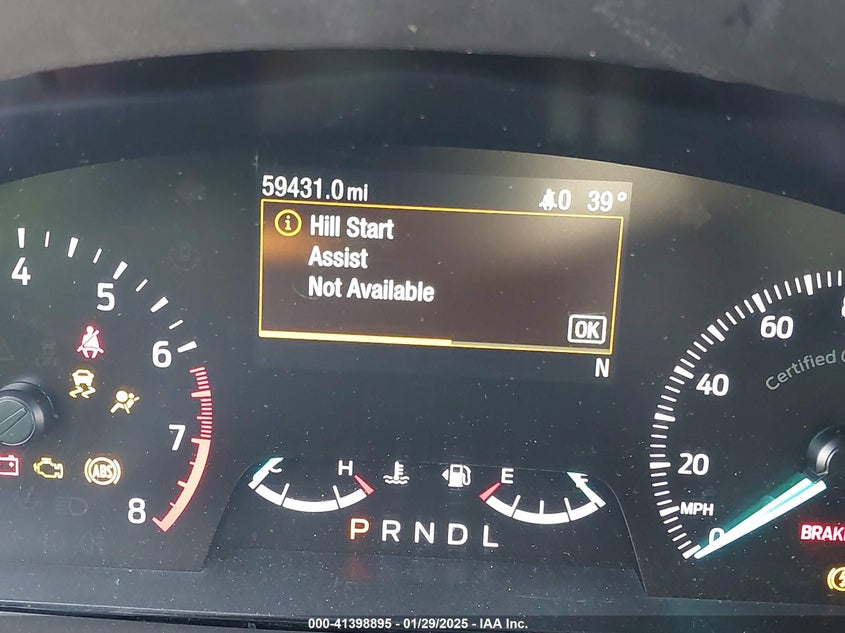 59431.0 mi
0 39°
Hill Start
Assist
Not Available
OK
N
4
5
6
7
8
60
40
20
MPH
0
Certified
ABS
C H
E F
P R N D L
BRAK
000-41398895 - 01/29/2025 - IAA Inc.